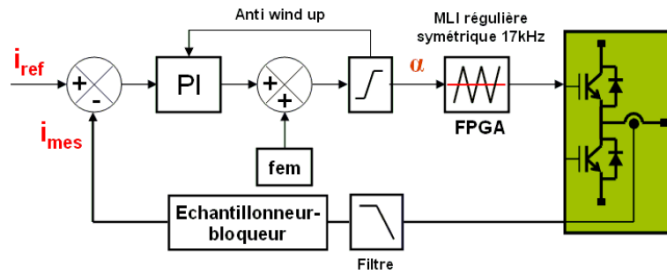 Anti wind up
MLI régulière
symétrique 17kHz
i_ref
+
-
PI
+
+
α
FPGA
i_mes
fem
Echantillonneur-
bloqueur
Filtre